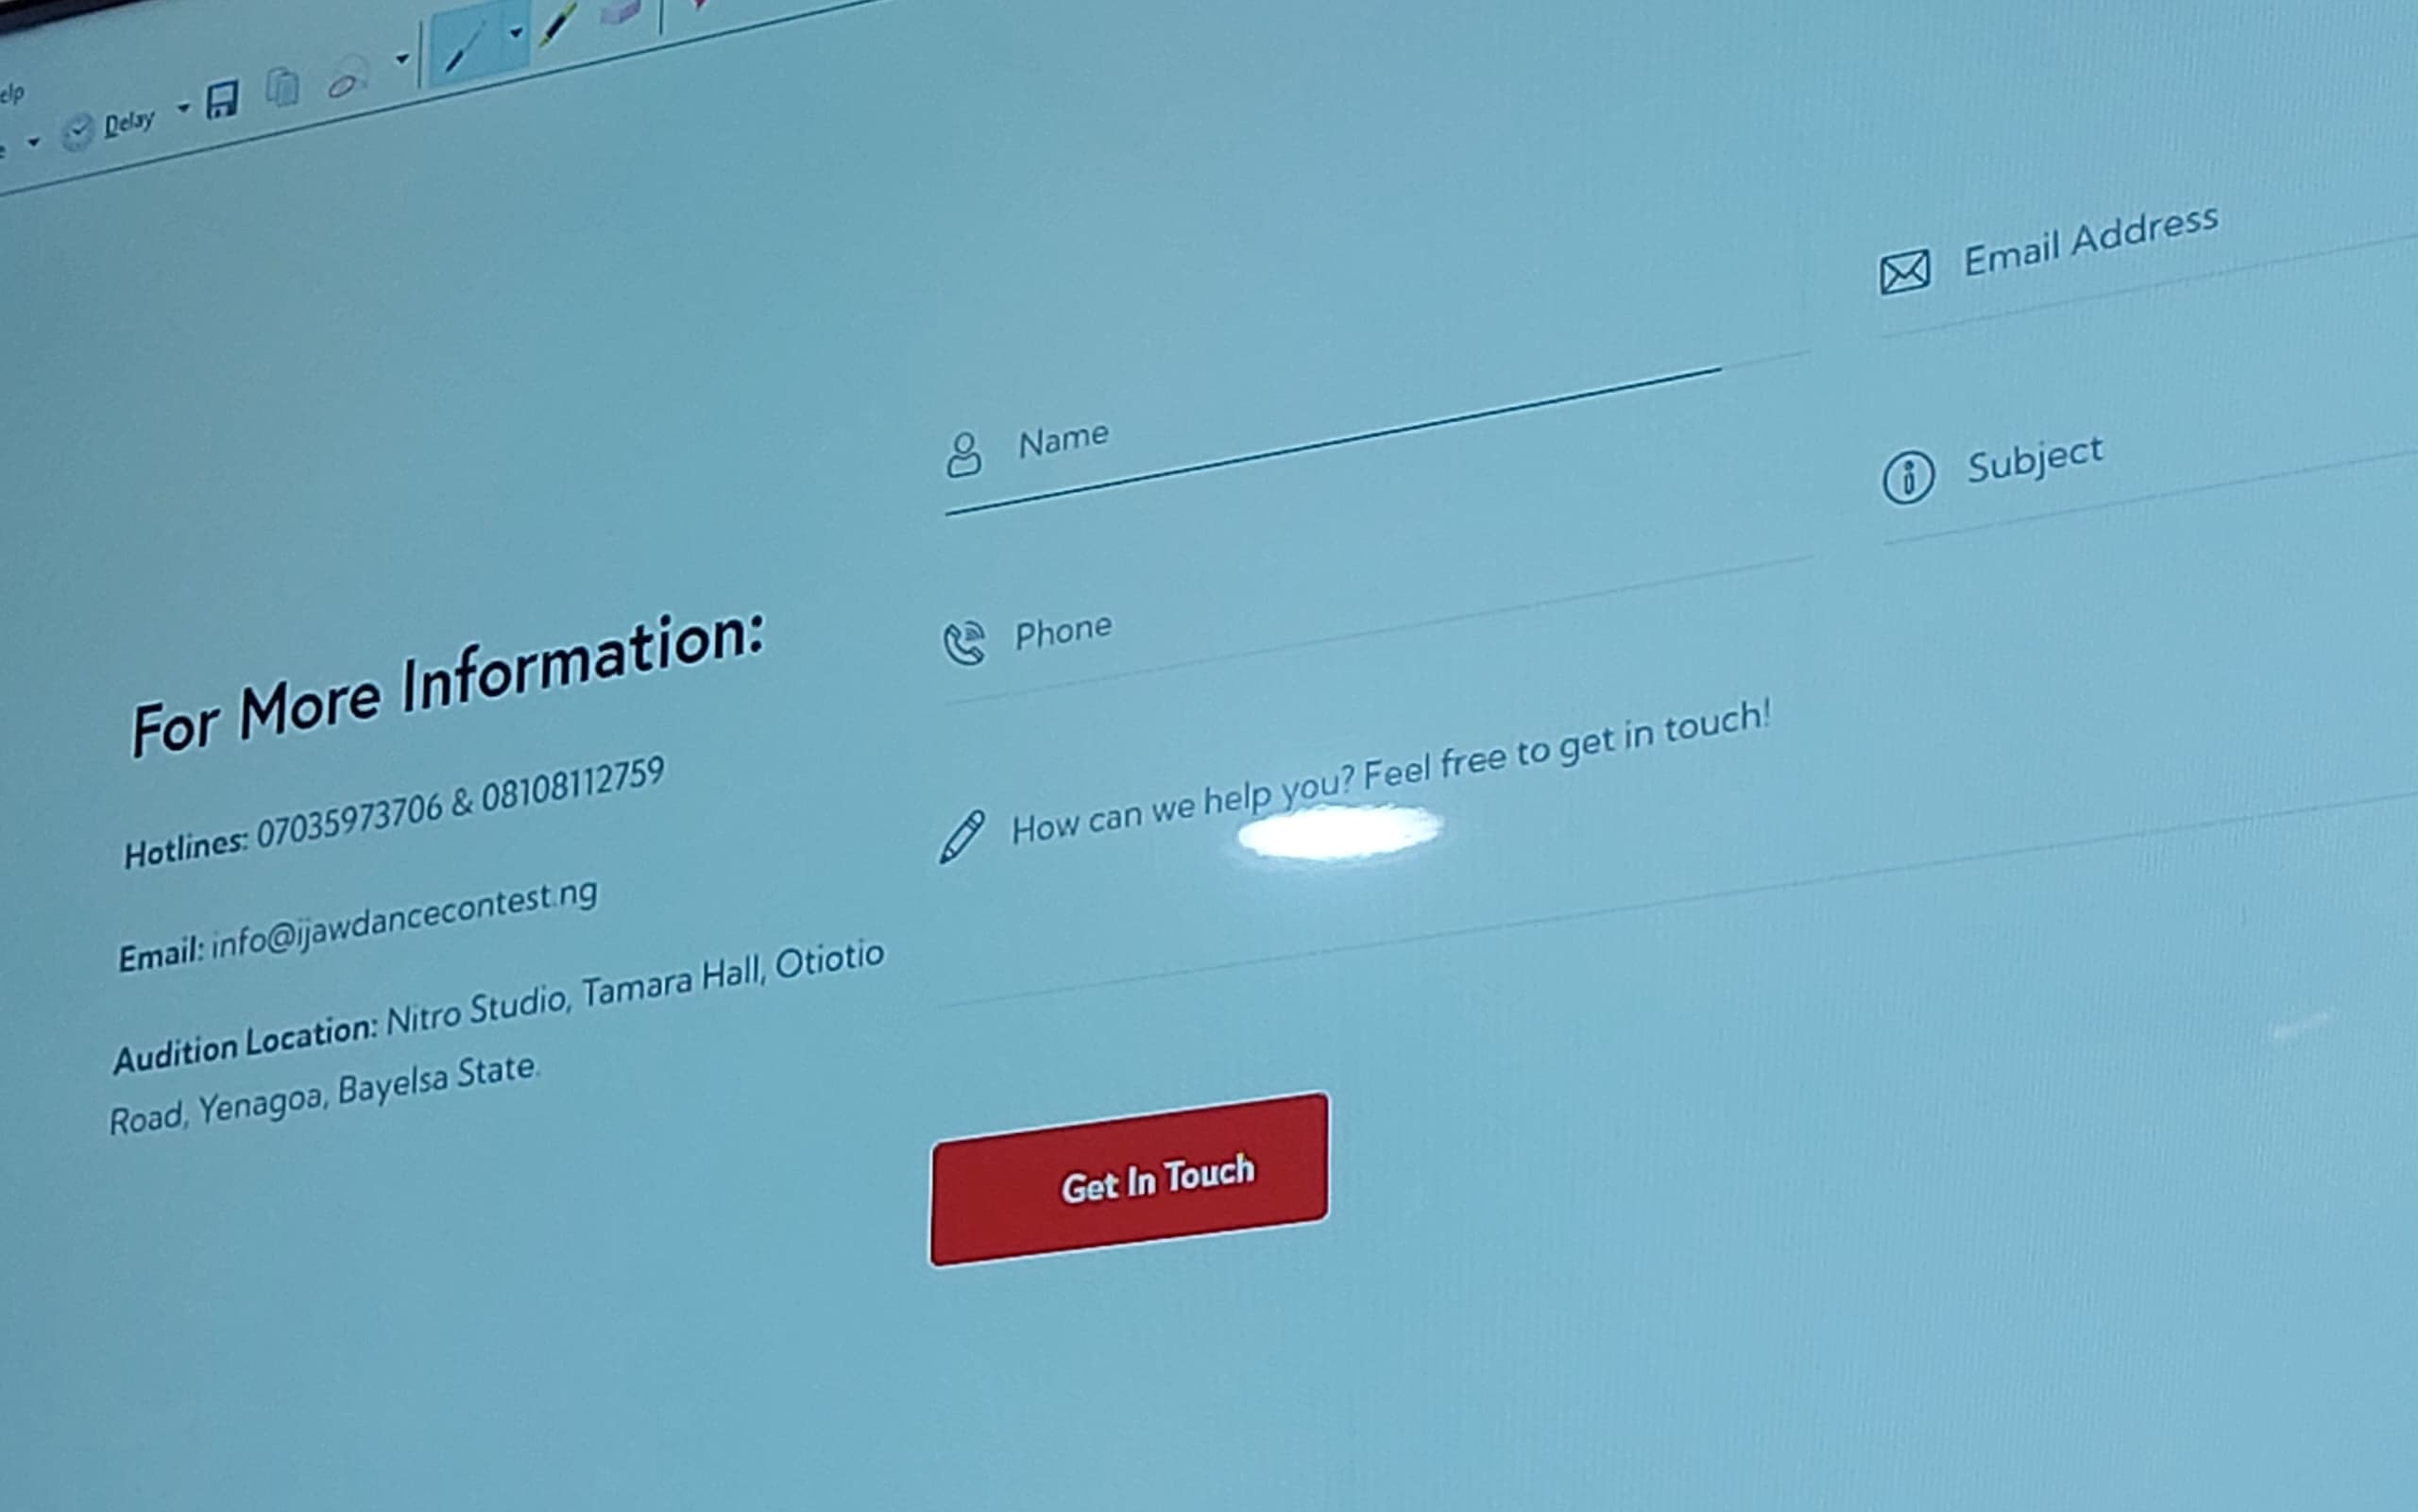 Delay
For More Information:
Hotlines: 07035973706 & 08108112759
Email: info@ijawdancecontest.ng
Audition Location: Nitro Studio, Tamara Hall, Otiotio
Road, Yenagoa, Bayelsa State.
Name
Email Address
Phone
Subject
How can we help you? Feel free to get in touch!
Get In Touch